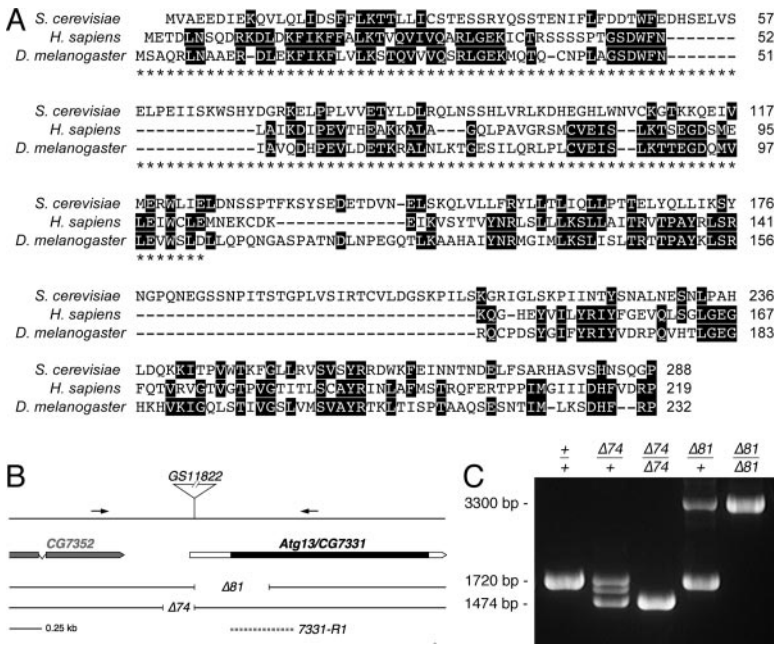 A
S. cerevisiae MVAEEDIEKQVLQLIDSFFLKTTLLICSTESSRYQSSTENIFLFDDTWFEDHSELVS 57
H. sapiens METDLNSQDRKDLDKFIKFFALKTVQVIVQARLGEKICTRSSSSPTGSDWFN------- 52
D. melanogaster MSAQRLNAAER-DLEKFIKFLVLKSTQVVVQSRLGEKMQTQ-CNPLAGSDWFN------- 51
************************************************************
S. cerevisiae ELPEIISKWSHYDGRKELPPLVVETYLDLRQLNSSHLVRLKDHEGHLWNVCKGTKKQEIV 117
H. sapiens ------------LAIKDIPEVTHEAKKALA---GQLPAVGRSMCVEIS--LKTSEGDSME 95
D. melanogaster ------------IAVQDHPEVLDETKRALNLKTGESILQRLPLCVEIS--LKTTEGDQMV 97
************************************************************
S. cerevisiae MERWLIELDNSSPTFKSYSEDETDVN-ELSKQLVLLFRYLLTLIQLLPTTELYQLLIKSY 176
H. sapiens LEIWCLEMNEKCDK-------------EIKVSYTVYNRLSLLLKSLLAITRVTPAYRLSR 141
D. melanogaster LEVWSLDLLQPQNGASPATNDLNPEGQTLKAAHAIYNRMGIMLKSLISLTRTTPAYRLSR 156
*******
S. cerevisiae NGPQNEGSSNPITSTGPLVSIRTCVLDGSKPILSKGRIGLSKPIINTYSNALNESNLPAH 236
H. sapiens ----------------------------------KQG-HEYVILYRIYFGEVQLSGLGEG 167
D. melanogaster ----------------------------------RQCPDSYGIFYRIYVDRPQVHTLGEG 183
S. cerevisiae LDQKKITPVWTKFGLLRVSVSYRRDWKFEINNTNDELFSARHASVSHNSQGP 288
H. sapiens FQTVRVGTVGTPVGTITLSCAYRINLAFMSTRQFERTPPIMGIIIDHFVDRP 219
D. melanogaster HKHVKIGQLSTIVGSLVMSVAYRTKLTISPTAAQSESNTIM-LKSDHF--RP 232
B
GS11822
CG7352
Atg13/CG7331
Δ81
Δ74
0.25 kb
7331-R1
C
+/+ Δ74/+ Δ74/Δ74 Δ81/+ Δ81/Δ81
3300 bp -
1720 bp -
1474 bp -